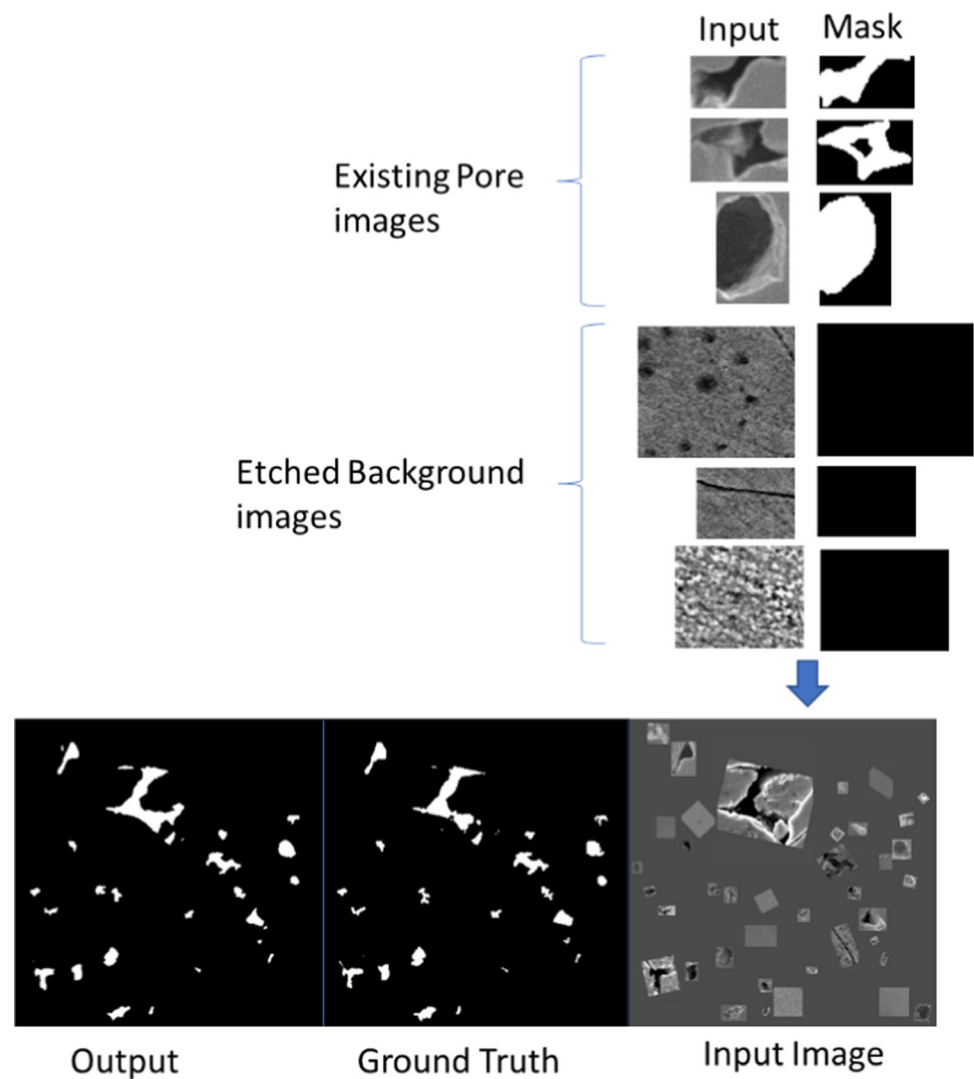 Input
Mask
Existing Pore
images
Etched Background
images
Output
Ground Truth
Input Image